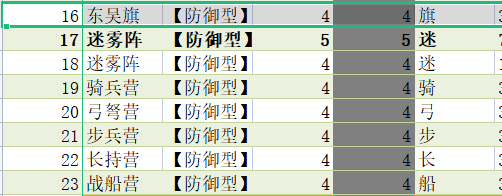 16 东吴旗 【防御型】 4 4 旗
17 迷雾阵 【防御型】 5 5 迷
18 迷雾阵 【防御型】 4 4 迷
19 骑兵营 【防御型】 4 4 骑
20 弓弩营 【防御型】 4 4 弓
21 步兵营 【防御型】 4 4 步
22 长持营 【防御型】 4 4 长
23 战船营 【防御型】 4 4 船